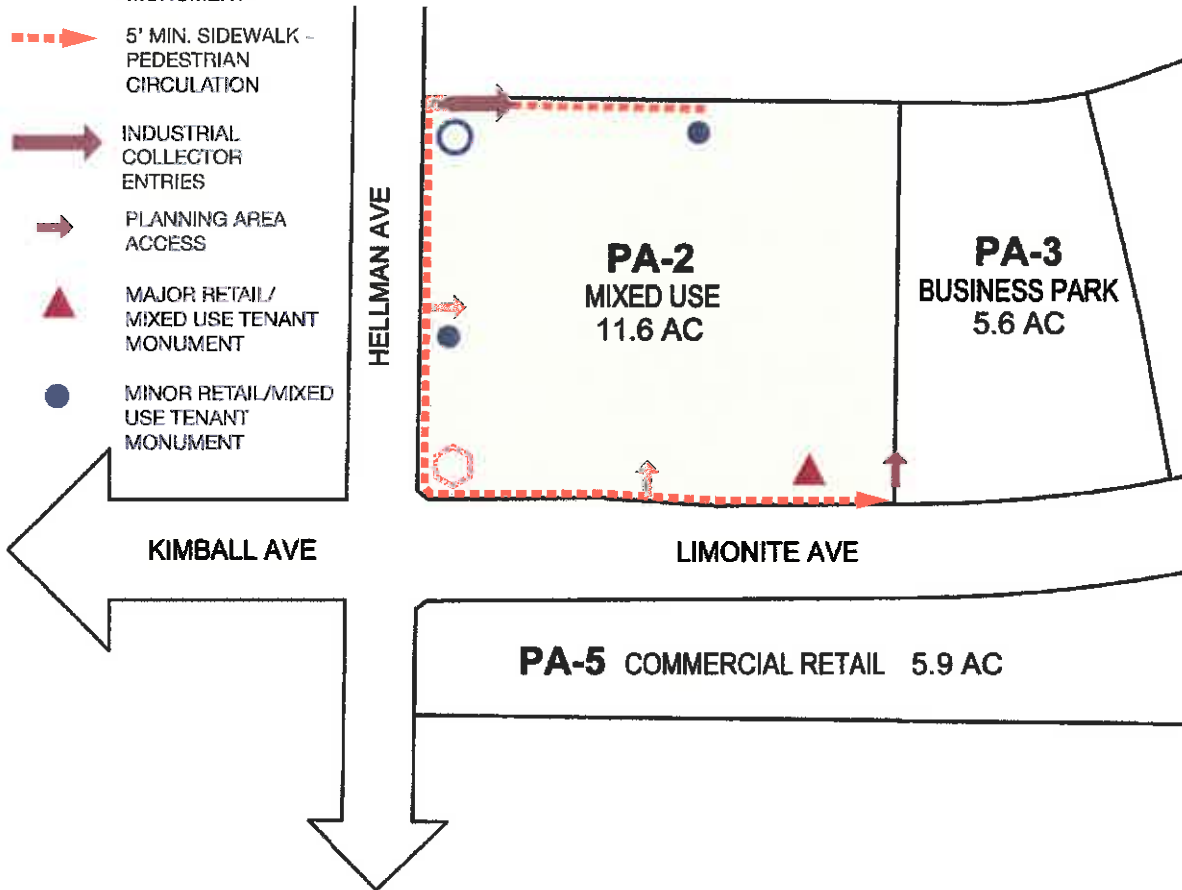 MONUMENT
5' MIN. SIDEWALK -
PEDESTRIAN
CIRCULATION
INDUSTRIAL
COLLECTOR
ENTRIES
PLANNING AREA
ACCESS
MAJOR RETAIL/
MIXED USE TENANT
MONUMENT
MINOR RETAIL/MIXED
USE TENANT
MONUMENT
HELLMAN AVE
PA-2
MIXED USE
11.6 AC
PA-3
BUSINESS PARK
5.6 AC
KIMBALL AVE
LIMONITE AVE
PA-5 COMMERCIAL RETAIL 5.9 AC